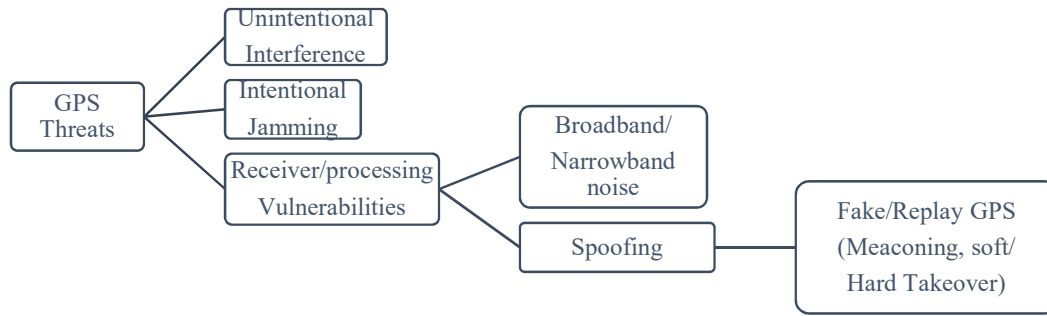 Unintentional
Interference
GPS
Threats
Intentional
Jamming
Receiver/processing
Vulnerabilities
Broadband/
Narrowband
noise
Spoofing
Fake/Replay GPS
(Meaconing, soft/
Hard Takeover)